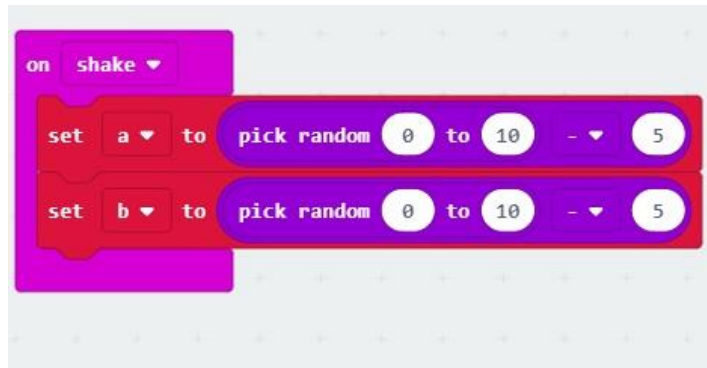 on shake
set a to pick random 0 to 10 - 5
set b to pick random 0 to 10 - 5